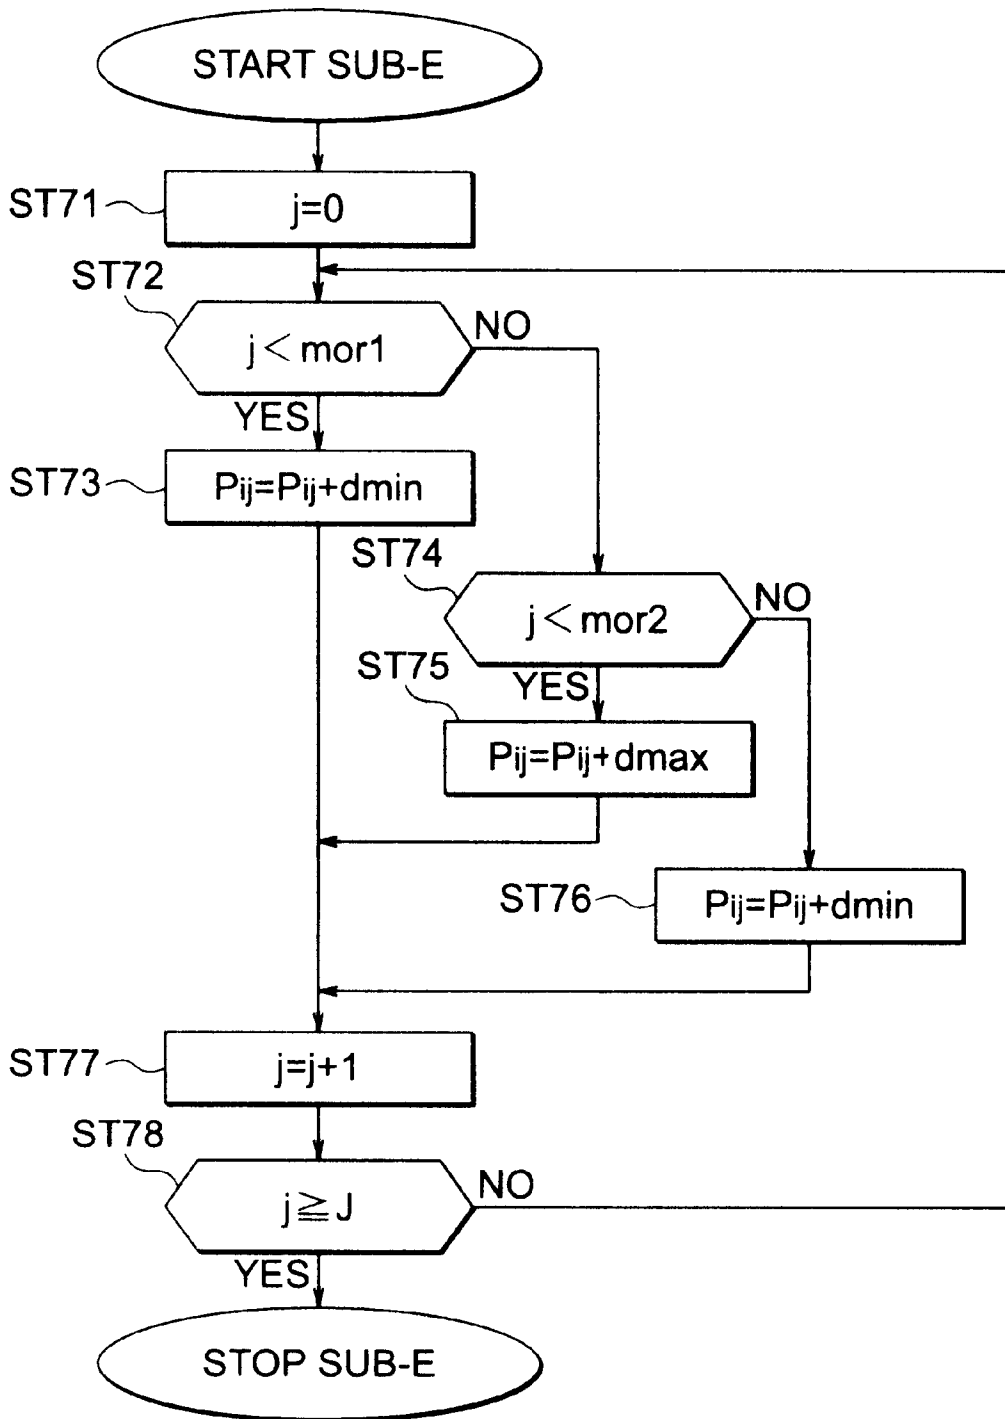 START SUB-E
ST71
j=0
ST72
j<mor1
NO
YES
ST73
Pij=Pij+dmin
ST74
j<mor2
NO
ST75
YES
Pij=Pij+dmax
ST76
Pij=Pij+dmin
ST77
j=j+1
ST78
j≧J
NO
YES
STOP SUB-E